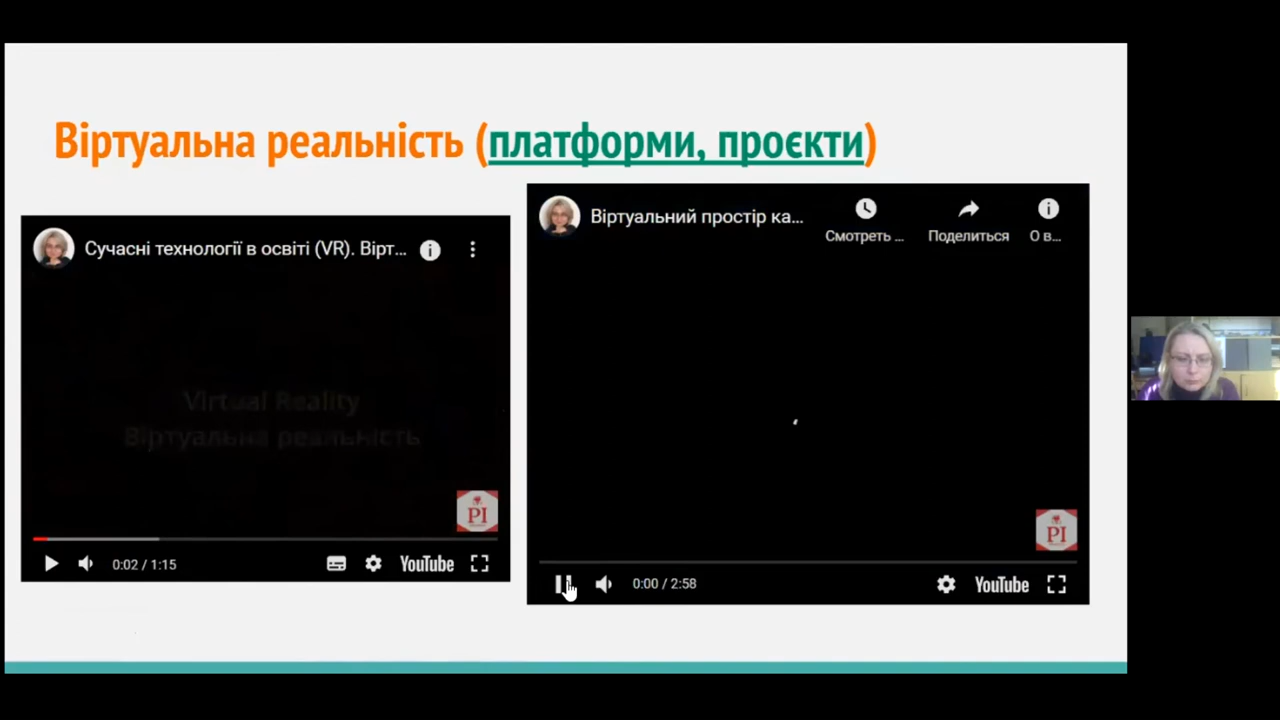 Віртуальна реальність (платформи, проєкти)
Сучасні технології в освіті (VR). Вірт...
Virtual Reality
Віртуальна реальність
PI
0:02 / 1:15
YouTube
Віртуальний простір ка...
Смотреть ...
Поделиться
О в...
PI
0:00 / 2:58
YouTube